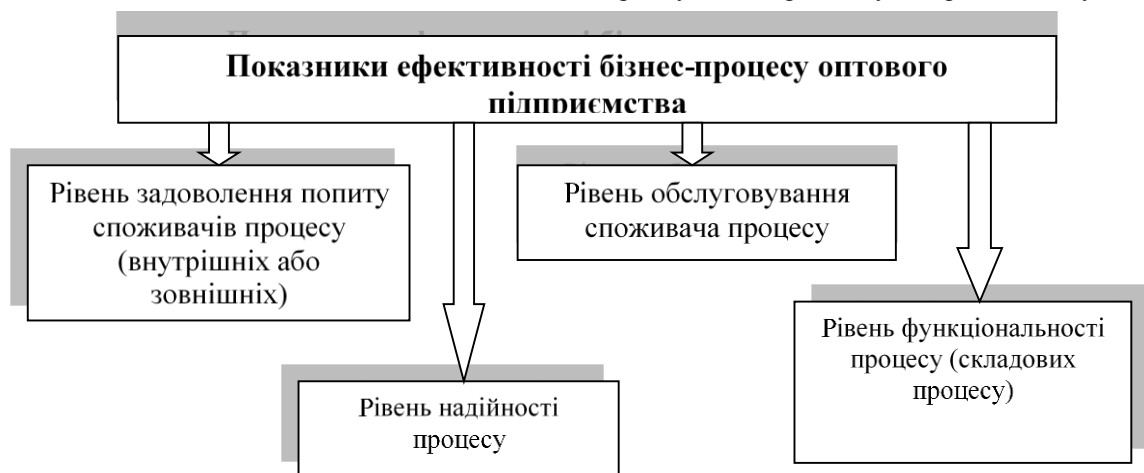 Показники ефективності бізнес-процесу оптового
підприємства
Рівень задоволення попиту
споживачів процесу
(внутрішніх або
зовнішніх)
Рівень обслуговування
споживача процесу
Рівень надійності
процесу
Рівень функціональності
процесу (складових
процесу)